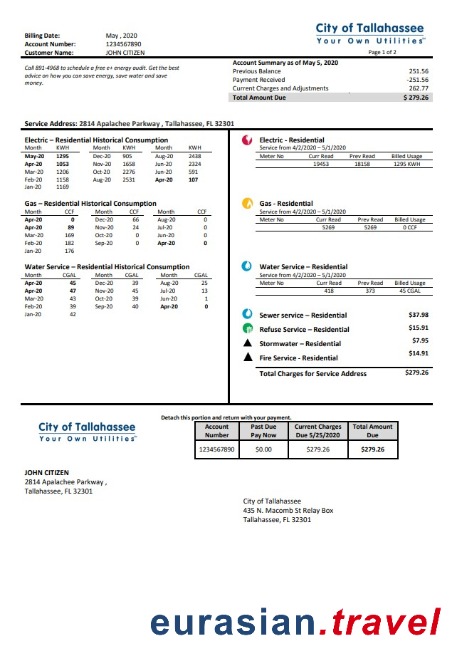 City of Tallahassee
Your Own Utilities™
Billing Date: May , 2020
Account Number: 1234567890
Customer Name: JOHN CITIZEN
Page 1 of 2
Call 891-4968 to schedule a free e+ energy audit. Get the best
advice on how you can save energy, save water and save
money.
Account Summary as of May 5, 2020
Previous Balance 251.56
Payment Received -251.56
Current Charges and Adjustments 262.77
Total Amount Due $ 279.26
Service Address: 2814 Apalachee Parkway , Tallahassee, FL 32301
Electric – Residential Historical Consumption
Month KWH Month KWH Month KWH
May-20 1295 Dec-20 905 Aug-20 2438
Apr-20 1053 Nov-20 1658 Jul-20 2324
Mar-20 1206 Oct-20 2276 Jun-20 591
Feb-20 1158 Aug-20 2531 Apr-20 107
Jan-20 1169
Electric - Residential
Service from 4/2/2020 – 5/1/2020
Meter No Curr Read Prev Read Billed Usage
19453 18158 1295 KWH
Gas – Residential Historical Consumption
Month CCF Month CCF Month CCF
Apr-20 0 Dec-20 66 Aug-20 0
Apr-20 89 Nov-20 24 Jul-20 0
Mar-20 169 Oct-20 0 Jun-20 0
Feb-20 182 Sep-20 0 Apr-20 0
Jan-20 176
Gas - Residential
Service from 4/2/2020 – 5/1/2020
Meter No Curr Read Prev Read Billed Usage
5269 5269 0 CCF
Water Service – Residential Historical Consumption
Month CGAL Month CGAL Month CGAL
Apr-20 45 Dec-20 39 Aug-20 25
Apr-20 47 Nov-20 45 Jul-20 13
Mar-20 43 Oct-20 39 Jun-20 1
Feb-20 39 Sep-20 40 Apr-20 0
Jan-20 42
Water Service – Residential
Service from 4/2/2020 – 5/1/2020
Meter No Curr Read Prev Read Billed Usage
418 373 45 CGAL
Sewer service – Residential $37.98
Refuse Service – Residential $15.91
Stormwater – Residential $7.95
Fire Service - Residential $14.91
Total Charges for Service Address $279.26
Detach this portion and return with your payment.
City of Tallahassee
Your Own Utilities™
Account Number Past Due Pay Now Current Charges Due 5/25/2020 Total Amount Due
1234567890 $0.00 $279.26 $279.26
JOHN CITIZEN
2814 Apalachee Parkway ,
Tallahassee, FL 32301
City of Tallahassee
435 N. Macomb St Relay Box
Tallahassee, FL 32301
eurasian.travel